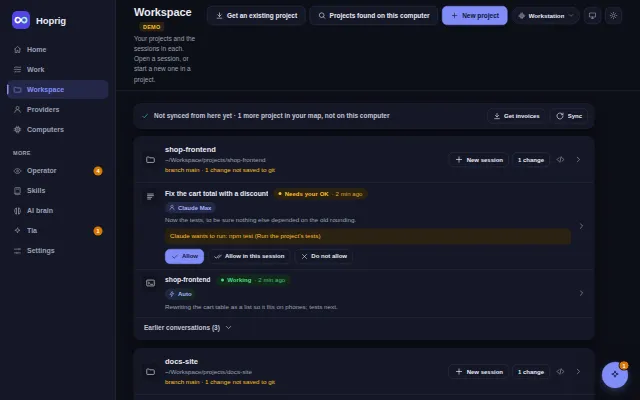 Hoprig
Home
Work
Workspace
Providers
Computers
MORE
Operator 4
Skills
AI brain
Tia 1
Settings
Workspace
DEMO
Your projects and the
sessions in each.
Open a session, or
start a new one in a
project.
Get an existing project
Projects found on this computer
New project
Workstation
Not synced from here yet · 1 more project in your map, not on this computer
Get invoices
Sync
shop-frontend
~/Workspace/projects/shop-frontend
branch main · 1 change not saved to git
New session
1 change
Fix the cart total with a discount
Needs your OK · 2 min ago
Claude Max
Now the tests, to be sure nothing else depended on the old rounding.
Claude wants to run: npm test (Run the project's tests)
Allow
Allow in this session
Do not allow
shop-frontend
Working · 2 min ago
Auto
Rewriting the cart table as a list so it fits on phones, tests next.
Earlier conversations (3)
docs-site
~/Workspace/projects/docs-site
branch main · 1 change not saved to git
New session
1 change
1